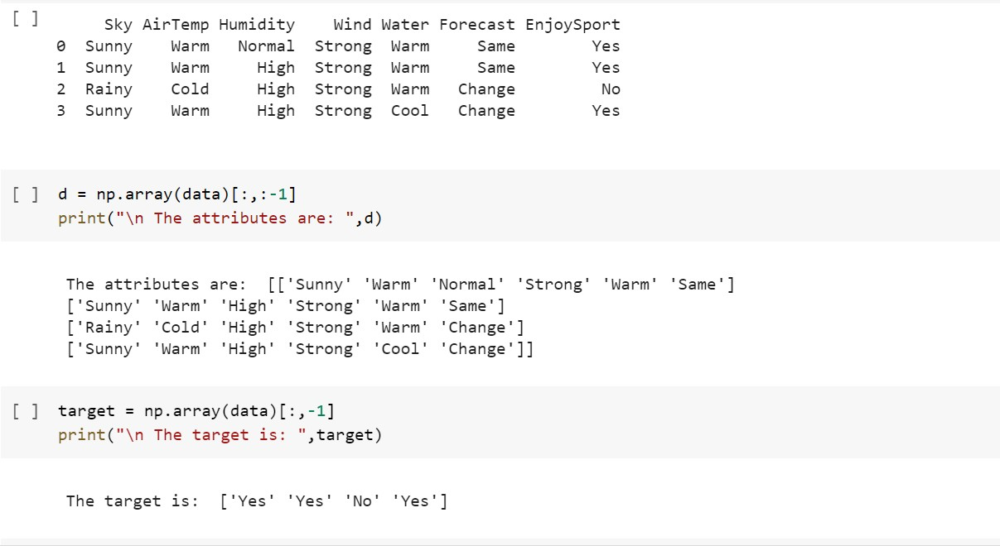 [ ]
Sky AirTemp Humidity Wind Water Forecast EnjoySport
0 Sunny Warm Normal Strong Warm Same Yes
1 Sunny Warm High Strong Warm Same Yes
2 Rainy Cold High Strong Warm Change No
3 Sunny Warm High Strong Cool Change Yes
[ ] d = np.array(data)[:,:-1]
print("\n The attributes are: ",d)
The attributes are:  [['Sunny' 'Warm' 'Normal' 'Strong' 'Warm' 'Same']
['Sunny' 'Warm' 'High' 'Strong' 'Warm' 'Same']
['Rainy' 'Cold' 'High' 'Strong' 'Warm' 'Change']
['Sunny' 'Warm' 'High' 'Strong' 'Cool' 'Change']]
[ ] target = np.array(data)[:,-1]
print("\n The target is: ",target)
The target is:  ['Yes' 'Yes' 'No' 'Yes']